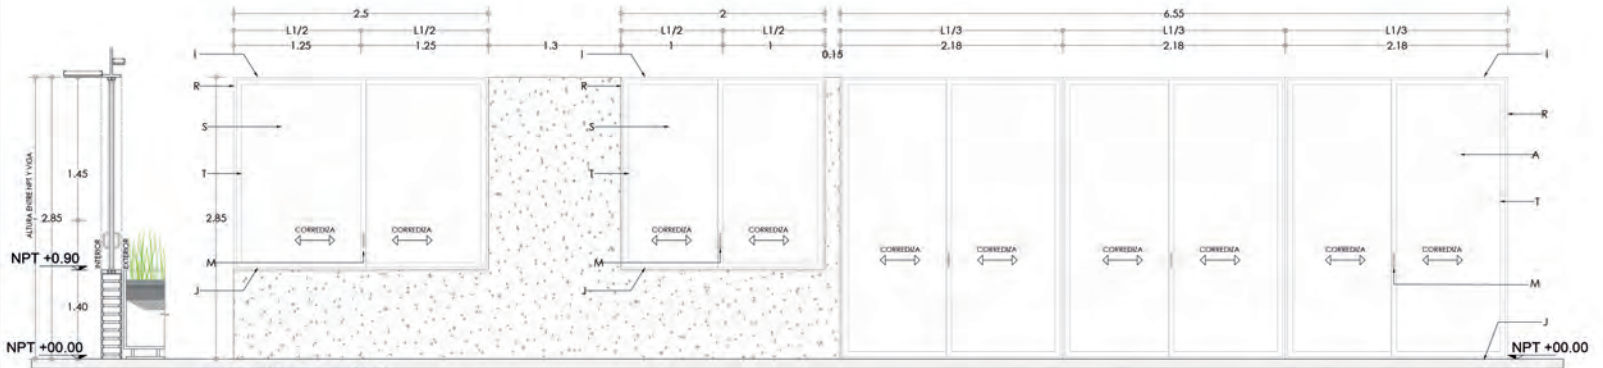 2.5
2
6.55
L1/2
L1/2
L1/2
L1/2
L1/3
L1/3
L1/3
1.25
1.25
1.3
1
1
0.15
2.18
2.18
2.18
I
I
I
R
R
R
S
S
A
T
T
T
ALTURA ENTRE NPT Y VIGA
2.85
1.45
2.85
INTERIOR
EXTERIOR
CORREDIZA
CORREDIZA
CORREDIZA
CORREDIZA
CORREDIZA
CORREDIZA
CORREDIZA
CORREDIZA
CORREDIZA
CORREDIZA
NPT +0.90
M
M
M
J
J
J
1.40
NPT +00.00
NPT +00.00